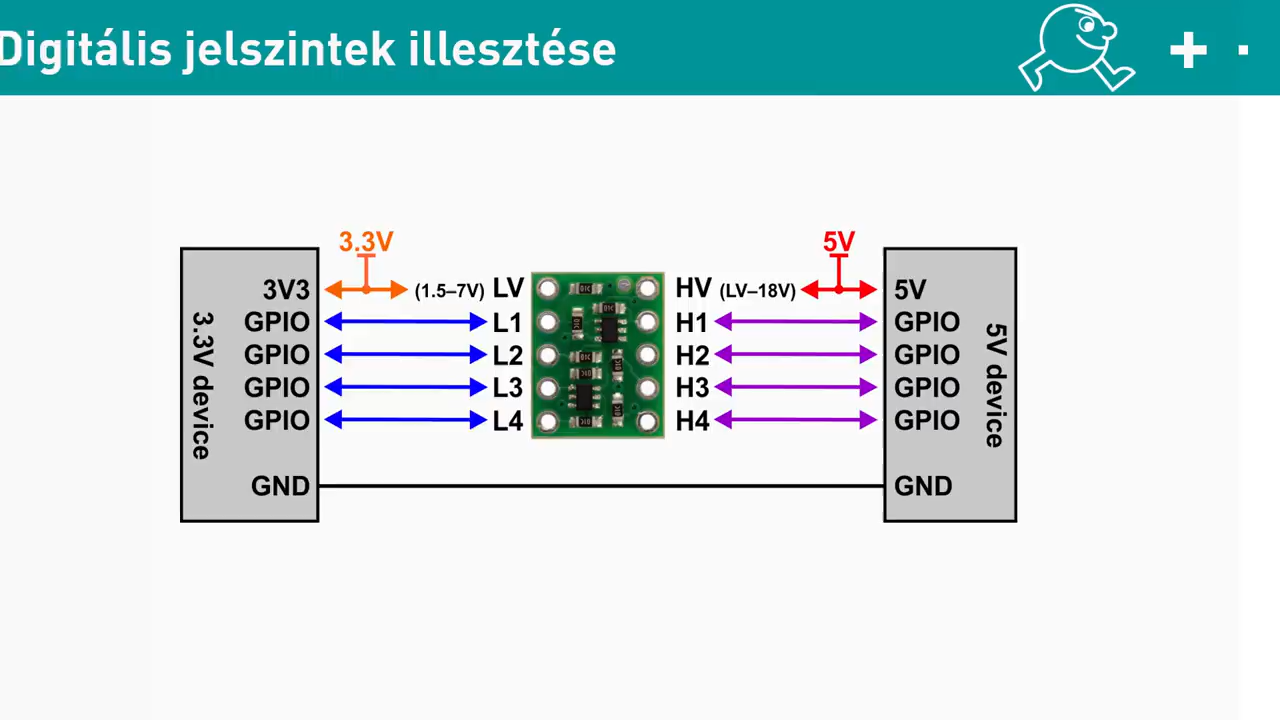 Digitális jelszintek illesztése
3.3V
5V
3V3 (1.5–7V) LV HV (LV–18V) 5V
GPIO L1 H1 GPIO
GPIO L2 H2 GPIO
GPIO L3 H3 GPIO
GPIO L4 H4 GPIO
GND GND
3.3V device
5V device